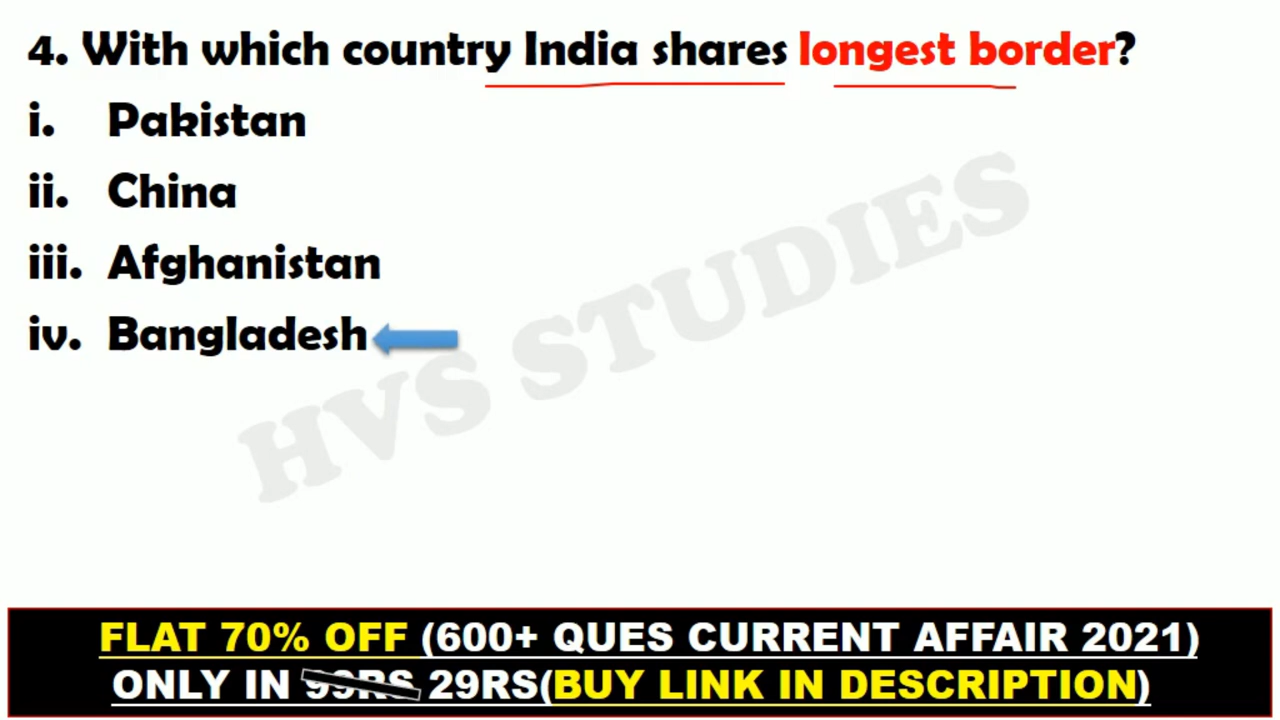 4. With which country India shares longest border?
i. Pakistan
ii. China
iii. Afghanistan
iv. Bangladesh
HVS STUDIES
FLAT 70% OFF (600+ QUES CURRENT AFFAIR 2021)
ONLY IN 99RS 29RS(BUY LINK IN DESCRIPTION)